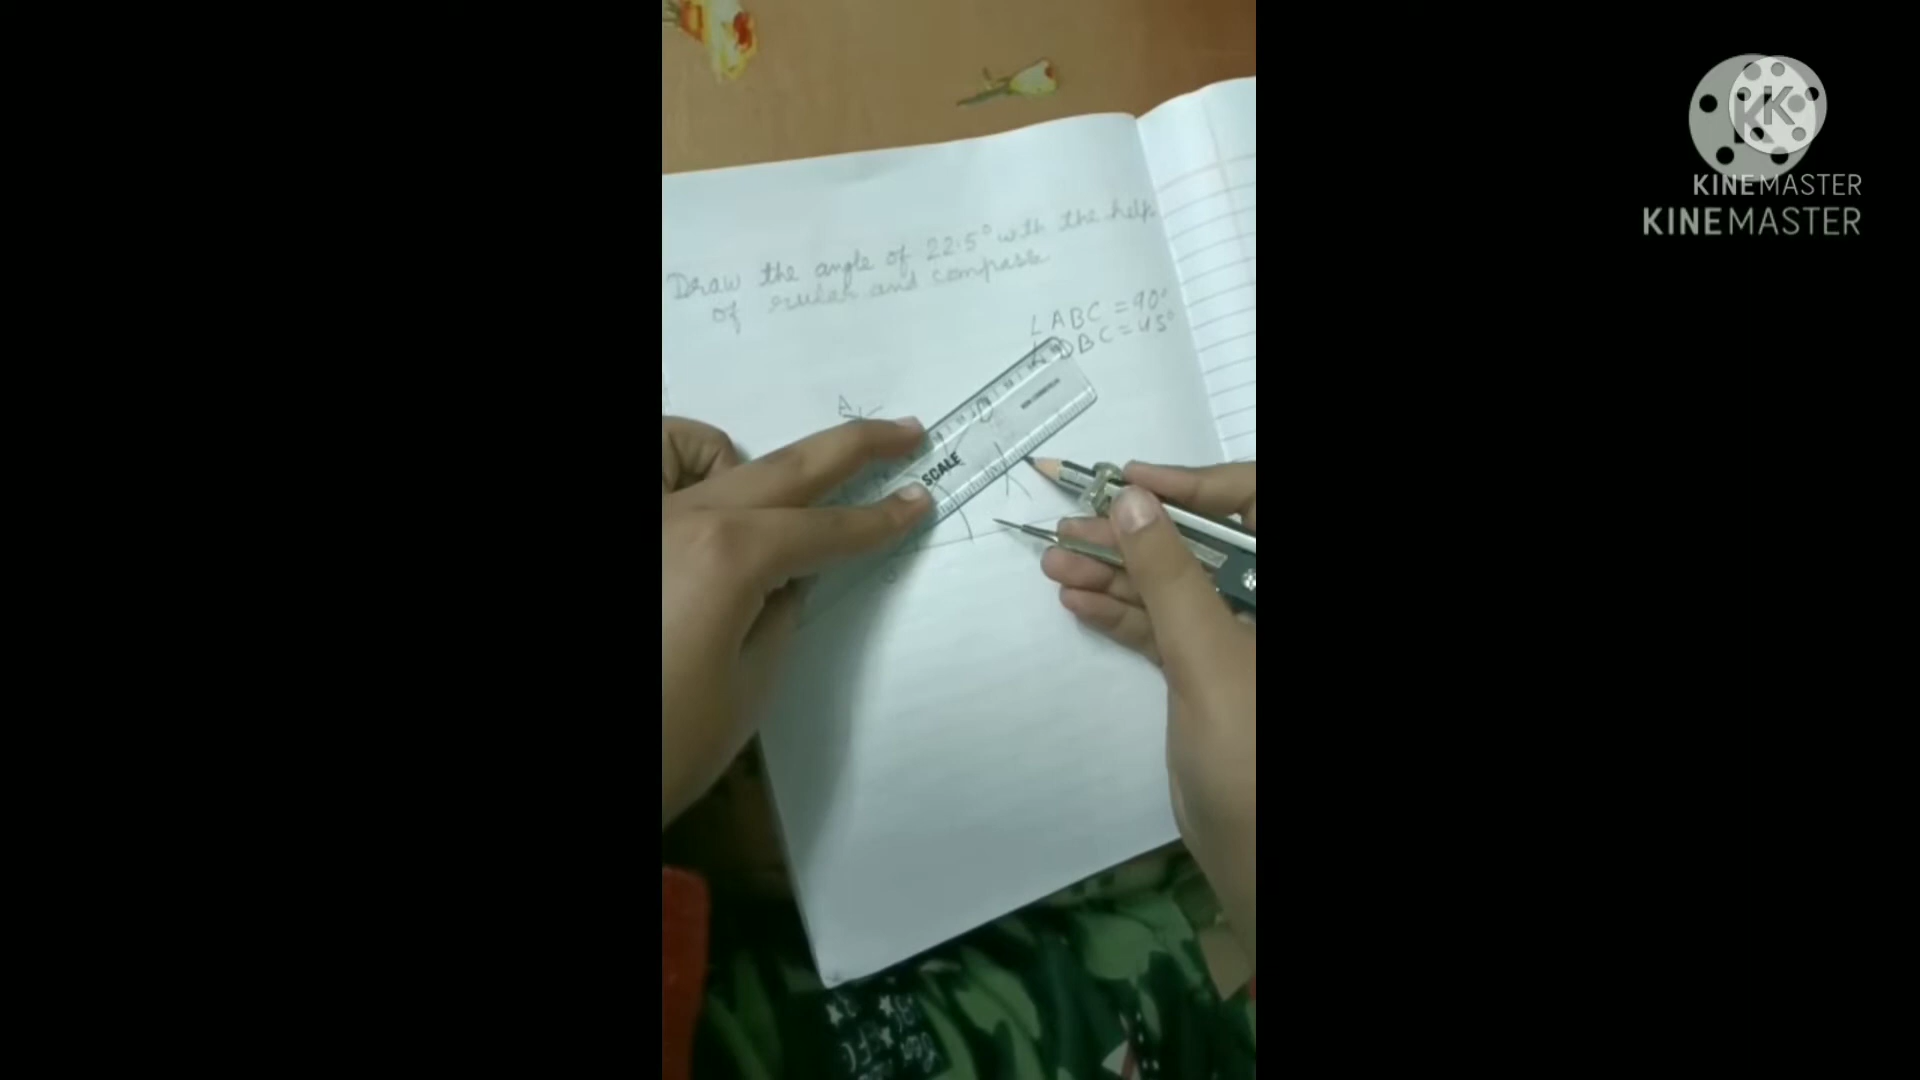 Draw the angle of 22.5° with the help
of rular and compass
∠ABC = 90°
∠DBC = 45°
A
D
SCALE
B
KINEMASTER
KINEMASTER